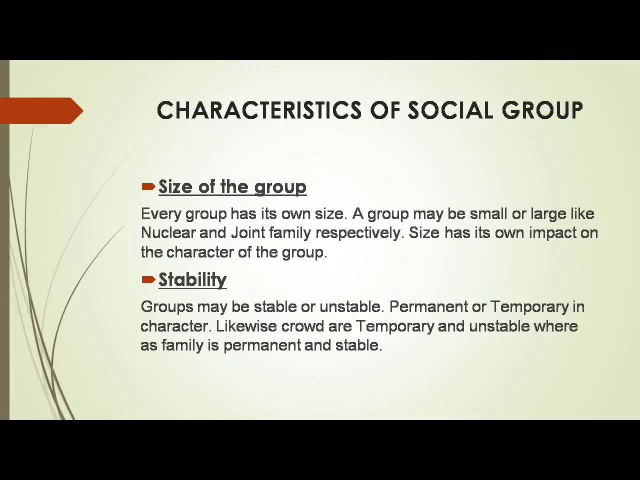 CHARACTERISTICS OF SOCIAL GROUP
Size of the group
Every group has its own size. A group may be small or large like
Nuclear and Joint family respectively. Size has its own impact on
the character of the group.
Stability
Groups may be stable or unstable. Permanent or Temporary in
character. Likewise crowd are Temporary and unstable where
as family is permanent and stable.